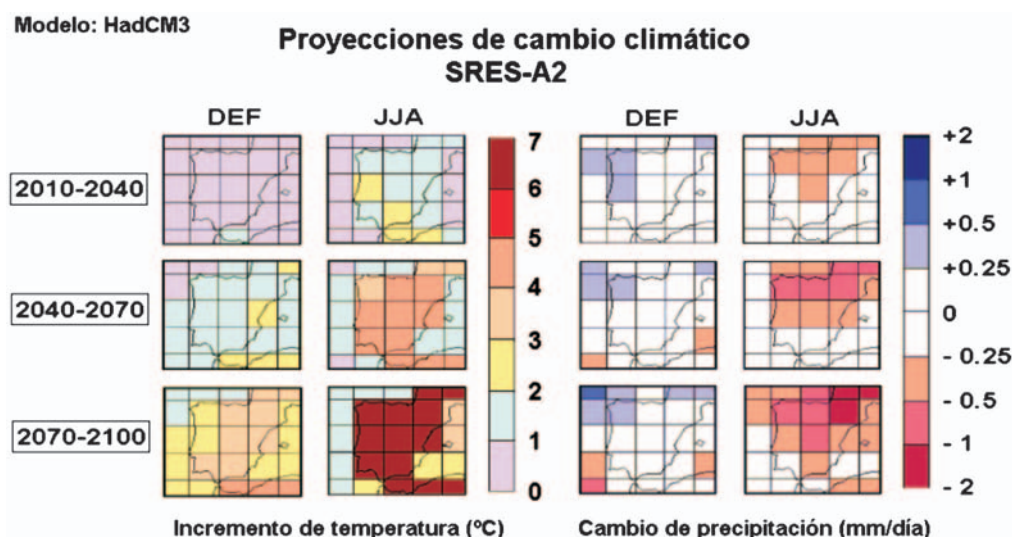 Modelo: HadCM3
Proyecciones de cambio climático
SRES-A2
DEF
JJA
DEF
JJA
2010-2040
2040-2070
2070-2100
7
6
5
4
3
2
1
0
+2
+1
+0.5
+0.25
0
- 0.25
- 0.5
- 1
- 2
Incremento de temperatura (ºC)
Cambio de precipitación (mm/día)